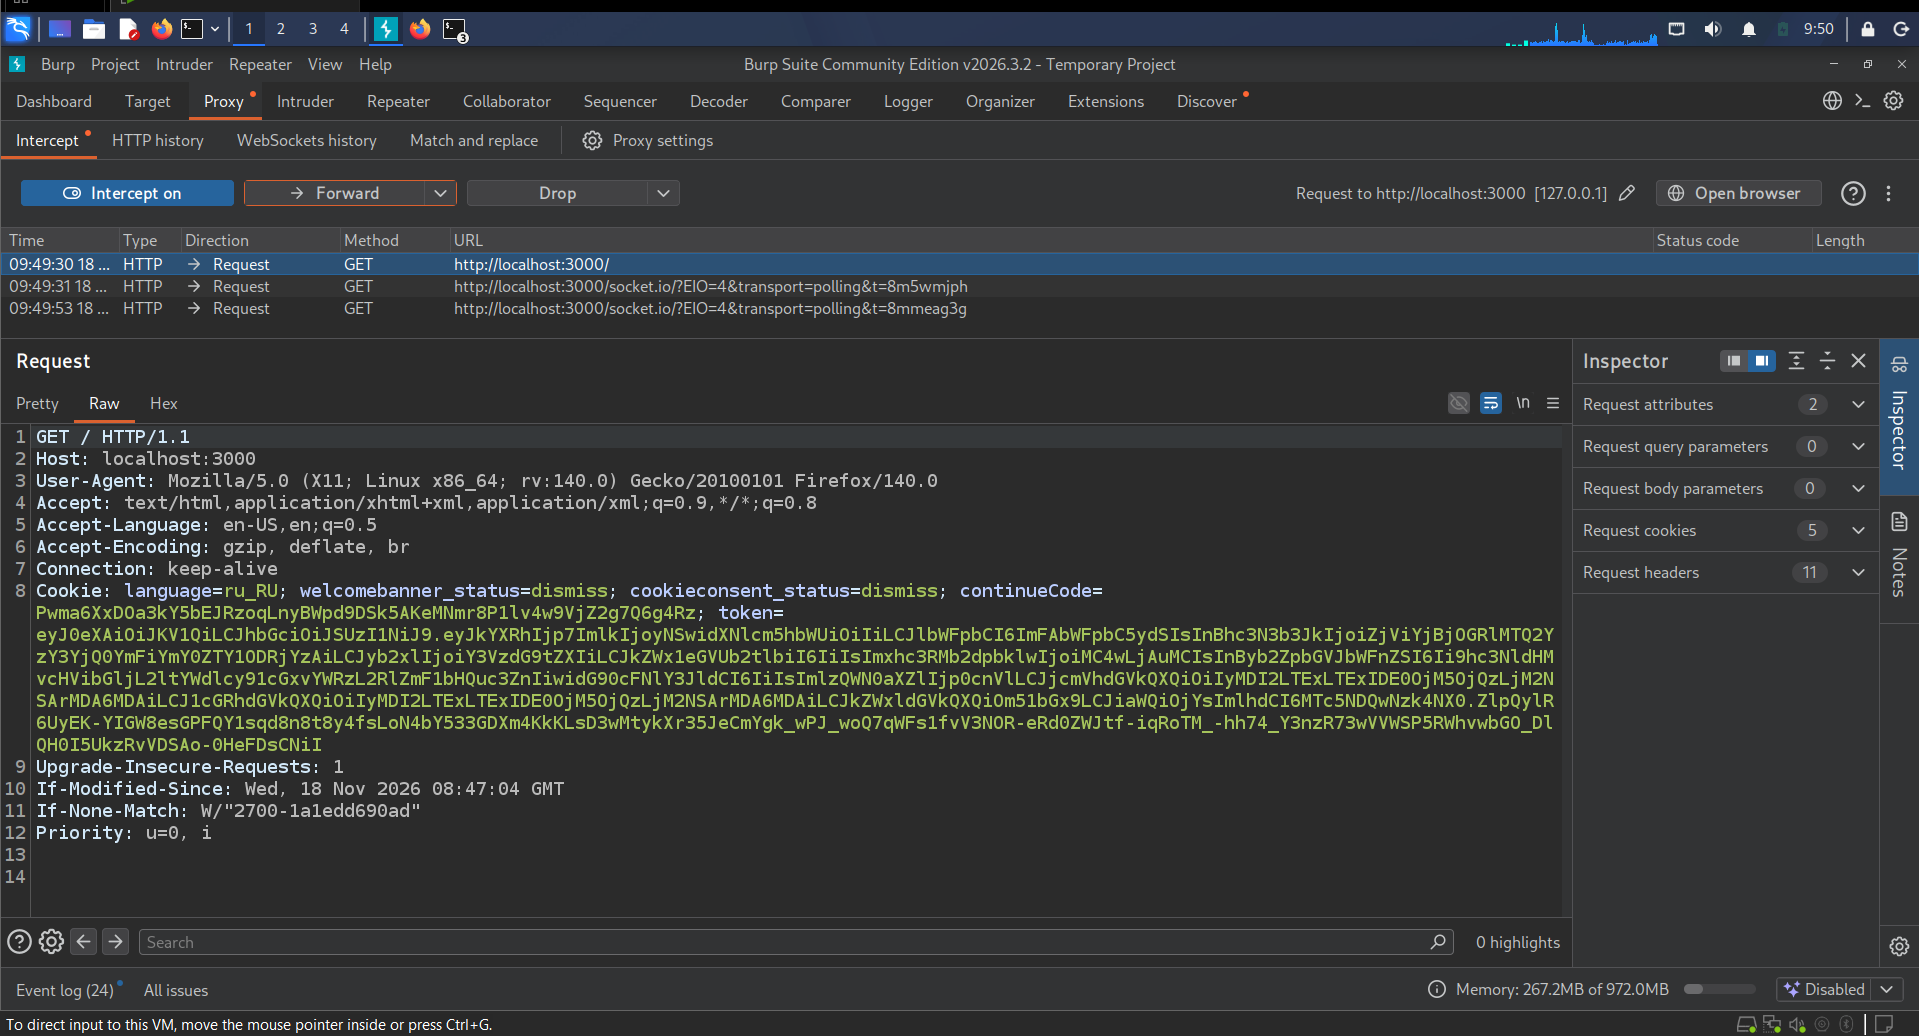 1 2 3 4 3 9:50
Burp Project Intruder Repeater View Help Burp Suite Community Edition v2026.3.2 - Temporary Project
Dashboard Target Proxy Intruder Repeater Collaborator Sequencer Decoder Comparer Logger Organizer Extensions Discover
Intercept HTTP history WebSockets history Match and replace Proxy settings
Intercept on Forward Drop Request to http://localhost:3000 [127.0.0.1] Open browser
Time Type Direction Method URL Status code Length
09:49:30 18 ... HTTP Request GET http://localhost:3000/
09:49:31 18 ... HTTP Request GET http://localhost:3000/socket.io/?EIO=4&transport=polling&t=8m5wmjph
09:49:53 18 ... HTTP Request GET http://localhost:3000/socket.io/?EIO=4&transport=polling&t=8mmeag3g
Request
Pretty Raw Hex \n
1 GET / HTTP/1.1
2 Host: localhost:3000
3 User-Agent: Mozilla/5.0 (X11; Linux x86_64; rv:140.0) Gecko/20100101 Firefox/140.0
4 Accept: text/html,application/xhtml+xml,application/xml;q=0.9,*/*;q=0.8
5 Accept-Language: en-US,en;q=0.5
6 Accept-Encoding: gzip, deflate, br
7 Connection: keep-alive
8 Cookie: language=ru_RU; welcomebanner_status=dismiss; cookieconsent_status=dismiss; continueCode=
Pwma6XxDOa3kY5bEJRzoqLnyBWpd9DSk5AKeMNmr8P1lv4w9VjZ2g7Q6g4Rz; token=
eyJ0eXAiOiJKV1QiLCJhbGciOiJSUzI1NiJ9.eyJkYXRhIjp7ImlkIjoyNSwidXNlcm5hbWUiOiIiLCJlbWFpbCI6ImFAbWFpbC5ydSIsInBhc3N3b3JkIjoiZjViYjBjOGRlMTQ2Y
zY3YjQ0YmFiYmY0ZTY1ODRjYzAiLCJyb2xlIjoiY3VzdG9tZXIiLCJkZWx1eGVUb2tlbiI6IiIsImxhc3RMb2dpbklwIjoiMC4wLjAuMCIsInByb2ZpbGVJbWFnZSI6Ii9hc3NldHM
vcHVibGljL2ltYWdlcy91cGxvYWRzL2RlZmF1bHQuc3ZnIiwidG90cFNlY3JldCI6IiIsImlzQWN0aXZlIjp0cnVlLCJjcmVhdGVkQXQiOiIyMDI2LTExLTExIDE0OjM5OjQzLjM2N
SArMDA6MDAiLCJ1cGRhdGVkQXQiOiIyMDI2LTExLTExIDE0OjM5OjQzLjM2NSArMDA6MDAiLCJkZWxldGVkQXQiOm51bGx9LCJiaWQiOjYsImlhdCI6MTc5NDQwNzk4NX0.ZlpQylR
6UyEK-YIGW8esGPFQY1sqd8n8t8y4fsLoN4bY533GDXm4KkKLsD3wMtykXr35JeCmYgk_wPJ_woQ7qWFs1fvV3NOR-eRd0ZWJtf-iqRoTM_-hh74_Y3nzR73wVVWSP5RWhvwbGO_Dl
QH0I5UkzRvVDSAo-0HeFDsCNiI
9 Upgrade-Insecure-Requests: 1
10 If-Modified-Since: Wed, 18 Nov 2026 08:47:04 GMT
11 If-None-Match: W/"2700-1a1edd690ad"
12 Priority: u=0, i
13
14
Inspector
Request attributes 2
Request query parameters 0
Request body parameters 0
Request cookies 5
Request headers 11
Inspector
Notes
Search 0 highlights
Event log (24) All issues Memory: 267.2MB of 972.0MB Disabled
To direct input to this VM, move the mouse pointer inside or press Ctrl+G.